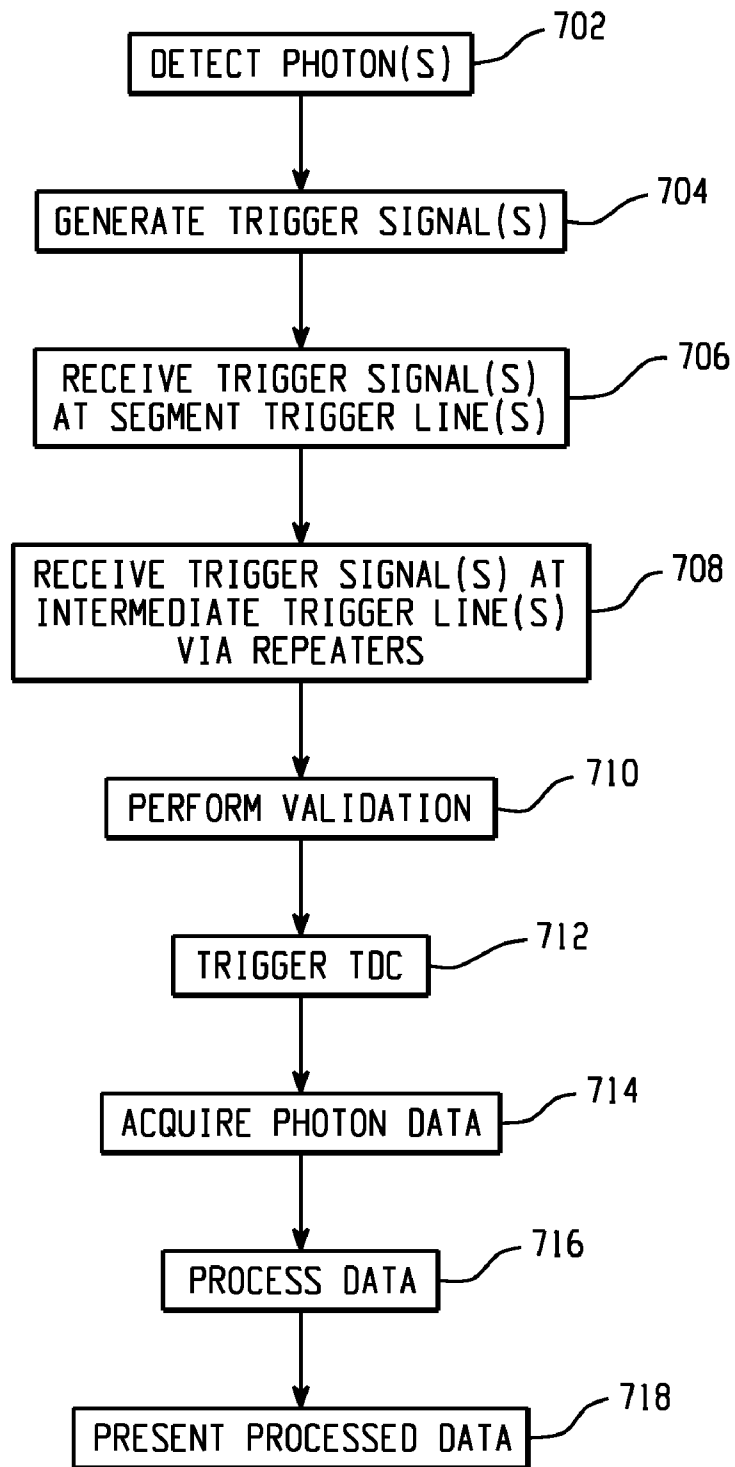 702
DETECT PHOTON(S)
704
GENERATE TRIGGER SIGNAL(S)
706
RECEIVE TRIGGER SIGNAL(S)
AT SEGMENT TRIGGER LINE(S)
708
RECEIVE TRIGGER SIGNAL(S) AT
INTERMEDIATE TRIGGER LINE(S)
VIA REPEATERS
710
PERFORM VALIDATION
712
TRIGGER TDC
714
ACQUIRE PHOTON DATA
716
PROCESS DATA
718
PRESENT PROCESSED DATA